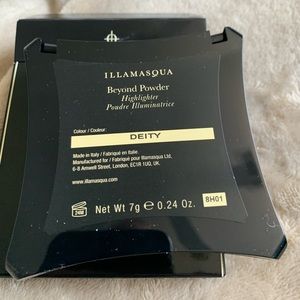 ILLAMASQUA
Beyond Powder
Highlighter
Poudre Illuminatrice
Colour / Couleur:
DEITY
Made in Italy / Fabriqué en Italie.
Manufactured for / Fabriqué pour Illamasqua Ltd,
6-8 Amwell Street, London, EC1R 1UQ, UK.
www.illamasqua.com
24M
Net Wt 7g ℮ 0.24 Oz.
8H01